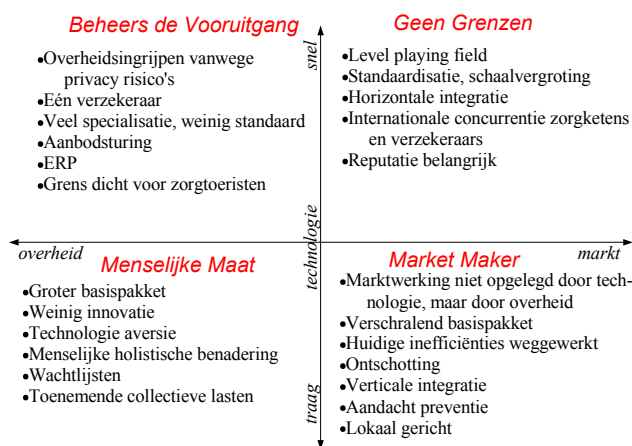 Beheers de Vooruitgang
•Overheidsingrijpen vanwege
privacy risico's
•Eén verzekeraar
•Veel specialisatie, weinig standaard
•Aanbodsturing
•ERP
•Grens dicht voor zorgtoeristen
Geen Grenzen
•Level playing field
•Standaardisatie, schaalvergroting
•Horizontale integratie
•Internationale concurrentie zorgketens
en verzekeraars
•Reputatie belangrijk
snel
technologie
traag
overheid
markt
Menselijke Maat
•Groter basispakket
•Weinig innovatie
•Technologie aversie
•Menselijke holistische benadering
•Wachtlijsten
•Toenemende collectieve lasten
Market Maker
•Marktwerking niet opgelegd door tech-
nologie, maar door overheid
•Verschralend basispakket
•Huidige inefficiënties weggewerkt
•Ontschotting
•Verticale integratie
•Aandacht preventie
•Lokaal gericht